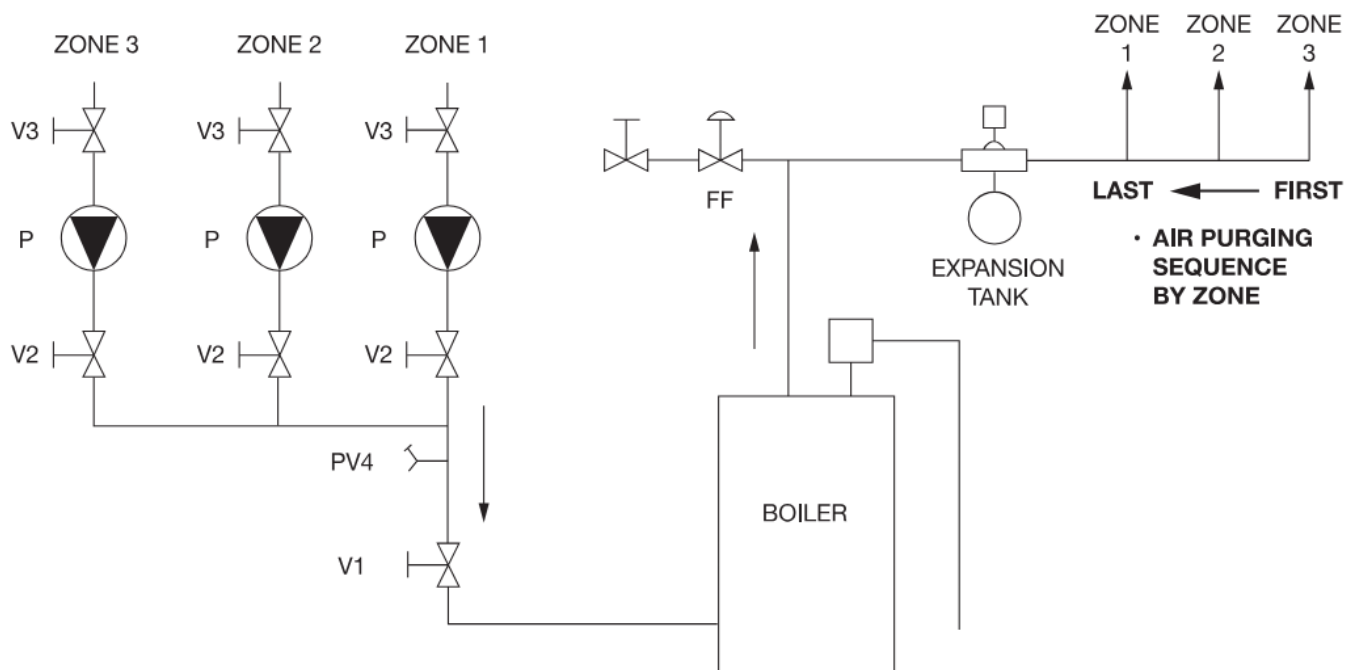 ZONE 3
ZONE 2
ZONE 1
ZONE
1
ZONE
2
ZONE
3
V3
V3
V3
FF
LAST
FIRST
P
P
P
• AIR PURGING
SEQUENCE
BY ZONE
EXPANSION
TANK
V2
V2
V2
PV4
BOILER
V1